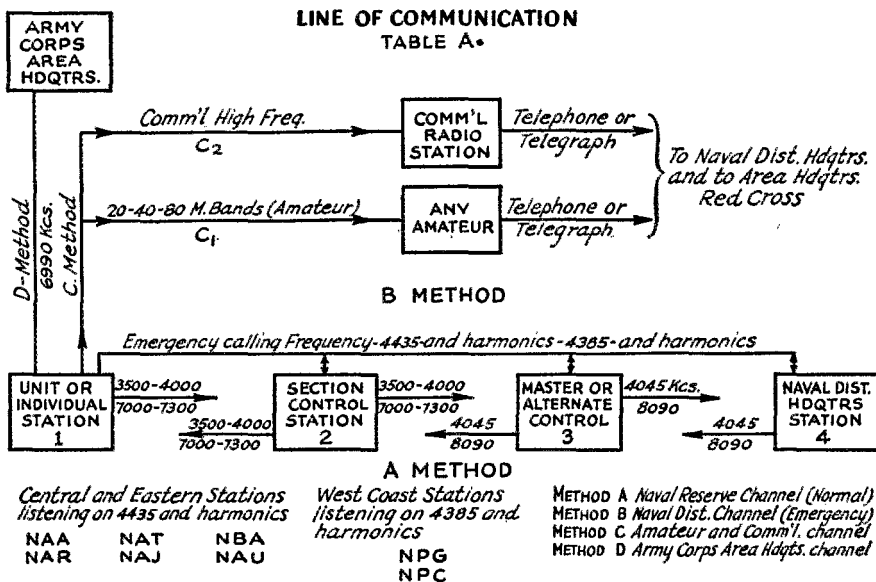 LINE OF COMMUNICATION
TABLE A.
ARMY
CORPS
AREA
HDQTRS.
Comm'l High Freq.
C2
COMM'L
RADIO
STATION
Telephone or
Telegraph
20-40-80 M. Bands (Amateur)
C1
ANY
AMATEUR
Telephone or
Telegraph
To Naval Dist. Hdqtrs.
and to Area Hdqtrs.
Red Cross
D-Method
6990 Kcs.
C. Method
B METHOD
Emergency calling Frequency-4435-and harmonics-4385-and harmonics
UNIT OR
INDIVIDUAL
STATION
1
3500-4000
7000-7300
3500-4000
7000-7300
SECTION
CONTROL
STATION
2
3500-4000
7000-7300
4045
8090
MASTER OR
ALTERNATE
CONTROL
3
4045 Kcs.
8090
4045
8090
NAVAL DIST.
HDQTRS
STATION
4
A METHOD
Central and Eastern Stations
listening on 4435 and harmonics
NAA NAT NBA
NAR NAJ NAU
West Coast Stations
listening on 4385 and
harmonics
NPG
NPC
METHOD A Naval Reserve Channel (Normal)
METHOD B Naval Dist. Channel (Emergency)
METHOD C Amateur and Comm'l. channel
METHOD D Army Corps Area Hdqts. channel